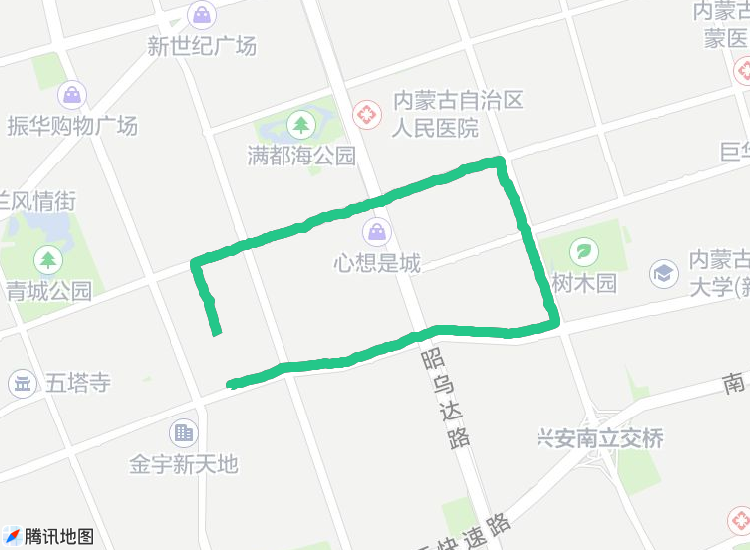 新世纪广场
内蒙古
蒙医
振华购物广场
内蒙古自治区
人民医院
满都海公园
巨华
兰风情街
青城公园
心想是城
树木园
内蒙古
大学(新
五塔寺
昭乌达路
南
金宇新天地
兴安南立交桥
快速路
腾讯地图